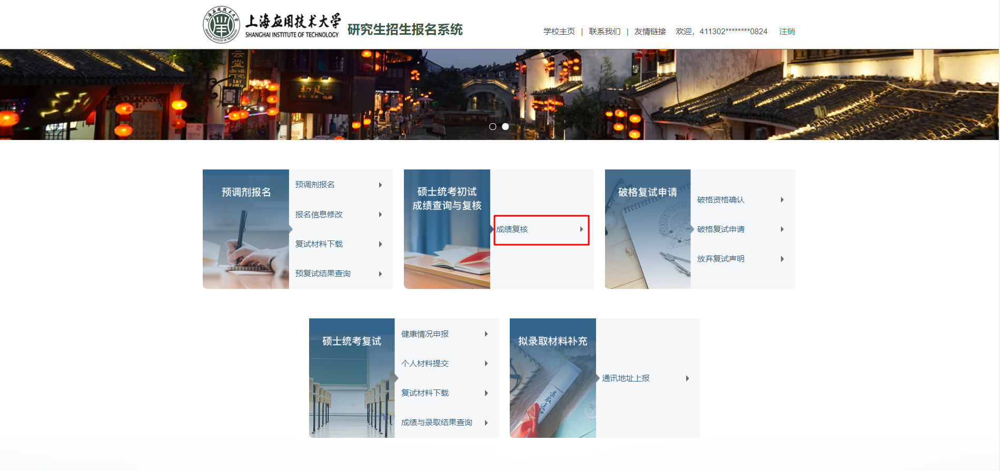 上海应用技术大学
SHANGHAI INSTITUTE OF TECHNOLOGY
研究生招生报名系统
学校主页 | 联系我们 | 友情链接 欢迎，411302********0824 注销
预调剂报名
预调剂报名
报名信息修改
复试材料下载
预复试结果查询
硕士统考初试
成绩查询与复核
成绩复核
破格复试申请
破格资格确认
破格复试申请
放弃复试声明
硕士统考复试
健康情况申报
个人材料提交
复试材料下载
成绩与录取结果查询
拟录取材料补充
通讯地址上报